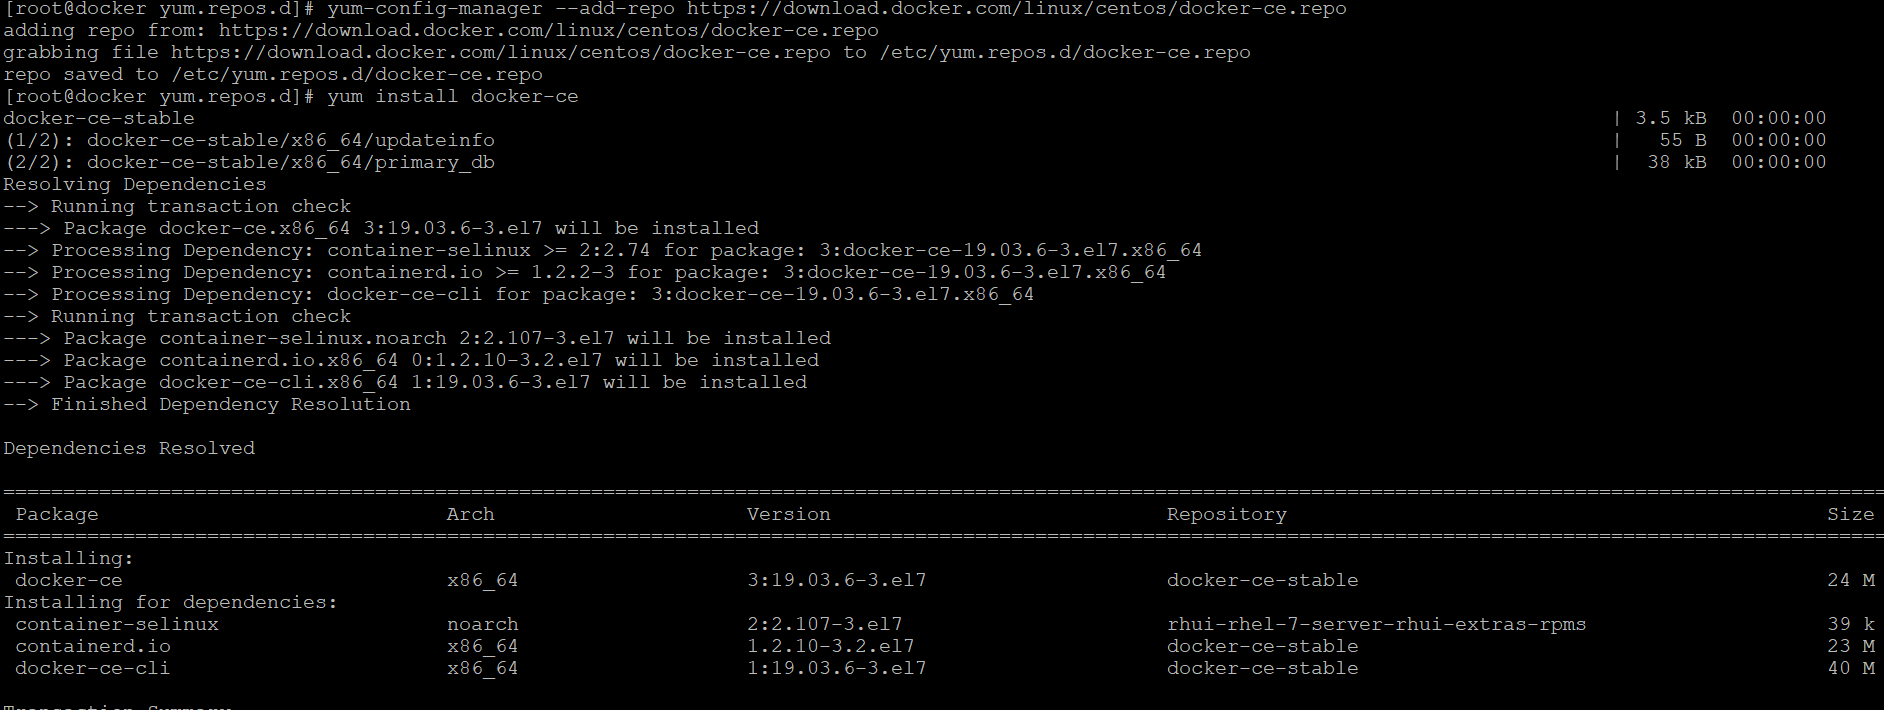 [root@docker yum.repos.d]# yum-config-manager --add-repo https://download.docker.com/linux/centos/docker-ce.repo
adding repo from: https://download.docker.com/linux/centos/docker-ce.repo
grabbing file https://download.docker.com/linux/centos/docker-ce.repo to /etc/yum.repos.d/docker-ce.repo
repo saved to /etc/yum.repos.d/docker-ce.repo
[root@docker yum.repos.d]# yum install docker-ce
docker-ce-stable | 3.5 kB 00:00:00
(1/2): docker-ce-stable/x86_64/updateinfo | 55 B 00:00:00
(2/2): docker-ce-stable/x86_64/primary_db | 38 kB 00:00:00
Resolving Dependencies
--> Running transaction check
---> Package docker-ce.x86_64 3:19.03.6-3.el7 will be installed
--> Processing Dependency: container-selinux >= 2:2.74 for package: 3:docker-ce-19.03.6-3.el7.x86_64
--> Processing Dependency: containerd.io >= 1.2.2-3 for package: 3:docker-ce-19.03.6-3.el7.x86_64
--> Processing Dependency: docker-ce-cli for package: 3:docker-ce-19.03.6-3.el7.x86_64
--> Running transaction check
---> Package container-selinux.noarch 2:2.107-3.el7 will be installed
---> Package containerd.io.x86_64 0:1.2.10-3.2.el7 will be installed
---> Package docker-ce-cli.x86_64 1:19.03.6-3.el7 will be installed
--> Finished Dependency Resolution
Dependencies Resolved
Package Arch Version Repository Size
Installing:
docker-ce x86_64 3:19.03.6-3.el7 docker-ce-stable 24 M
Installing for dependencies:
container-selinux noarch 2:2.107-3.el7 rhui-rhel-7-server-rhui-extras-rpms 39 k
containerd.io x86_64 1.2.10-3.2.el7 docker-ce-stable 23 M
docker-ce-cli x86_64 1:19.03.6-3.el7 docker-ce-stable 40 M
Transaction Summary